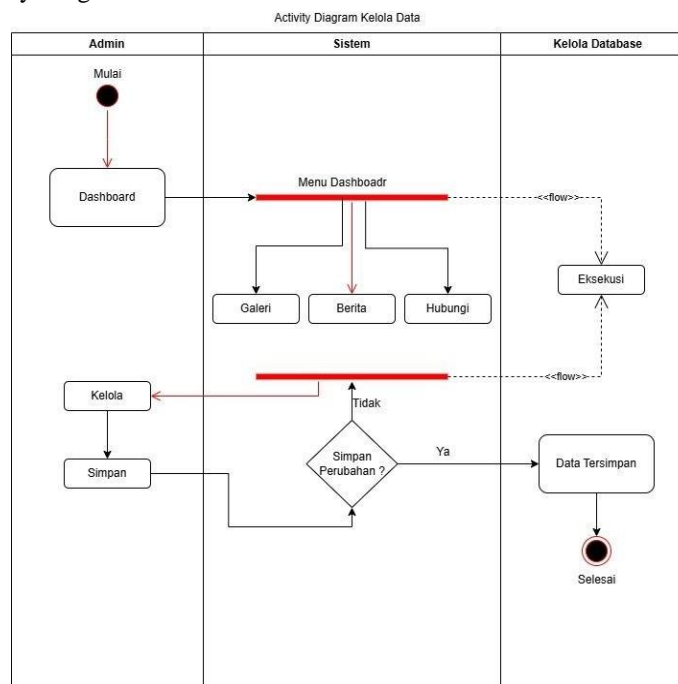 Activity Diagram Kelola Data
Admin
Sistem
Kelola Database
Mulai
Dashboard
Menu Dashboadr
<<flow>>
Eksekusi
Galeri
Berita
Hubungi
<<flow>>
Kelola
Tidak
Simpan
Simpan
Perubahan ?
Ya
Data Tersimpan
Selesai